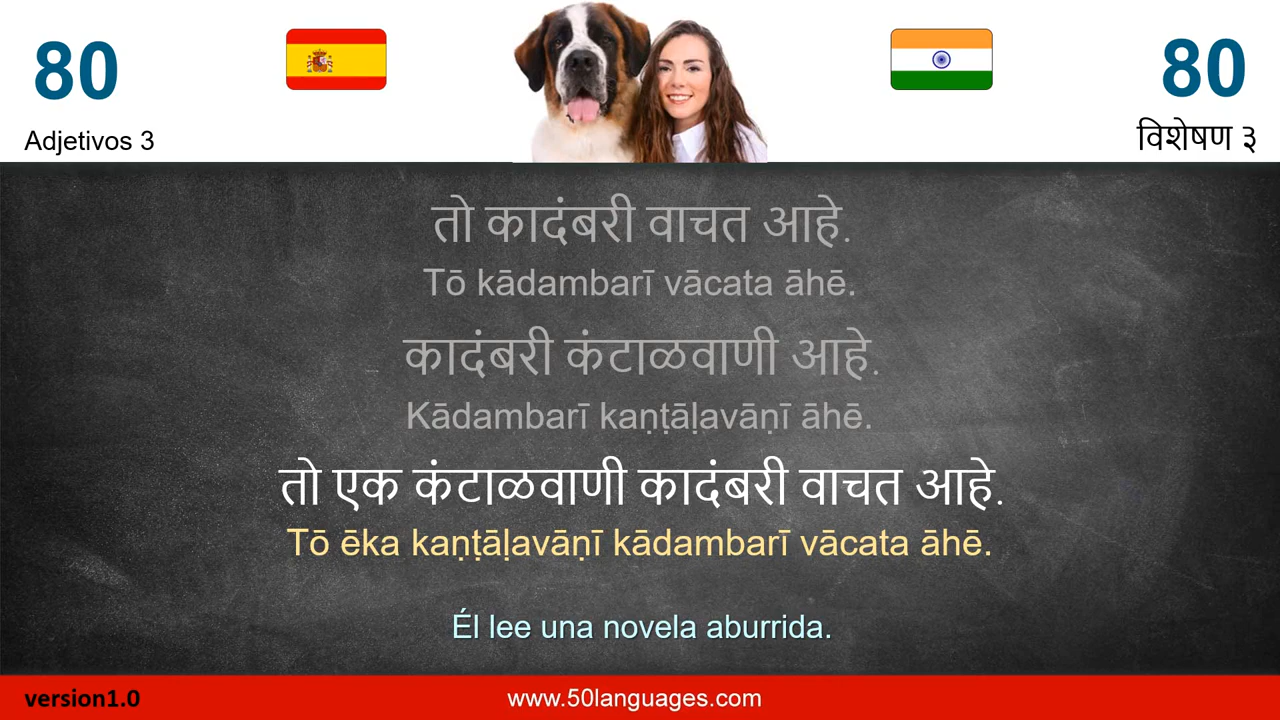 80
80
Adjetivos 3
विशेषण ३
तो कादंबरी वाचत आहे.
Tō kādambarī vācata āhē.
कादंबरी कंटाळवाणी आहे.
Kādambarī kaṇṭāḷavāṇī āhē.
तो एक कंटाळवाणी कादंबरी वाचत आहे.
Tō ēka kaṇṭāḷavāṇī kādambarī vācata āhē.
Él lee una novela aburrida.
version1.0
www.50languages.com